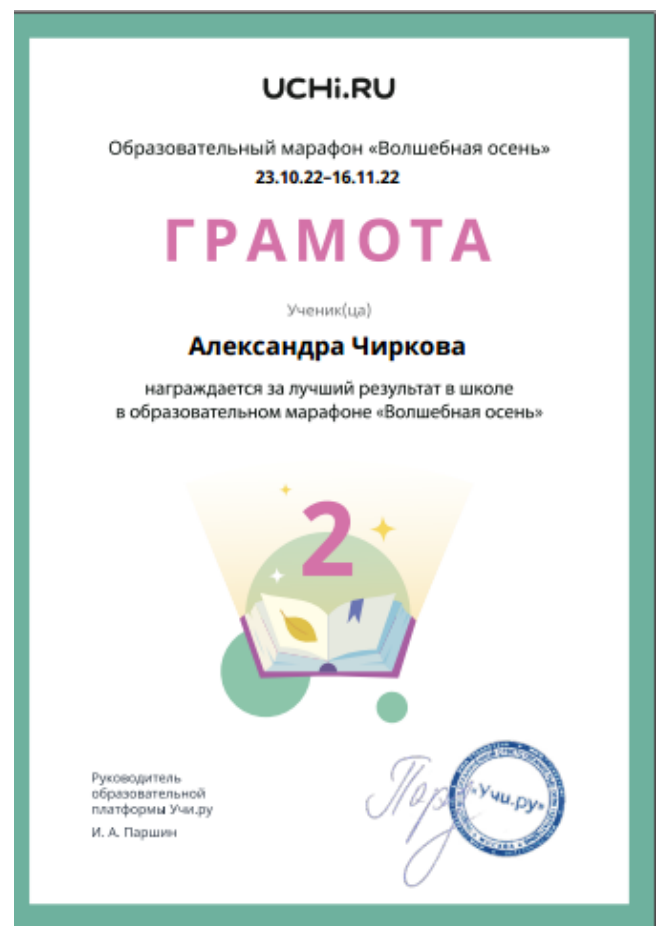 UCHi.RU
Образовательный марафон «Волшебная осень»
23.10.22–16.11.22
ГРАМОТА
Ученик(ца)
Александра Чиркова
награждается за лучший результат в школе
в образовательном марафоне «Волшебная осень»
2
Руководитель
образовательной
платформы Учи.ру
И. А. Паршин
«Учи.ру»
МОСКВА